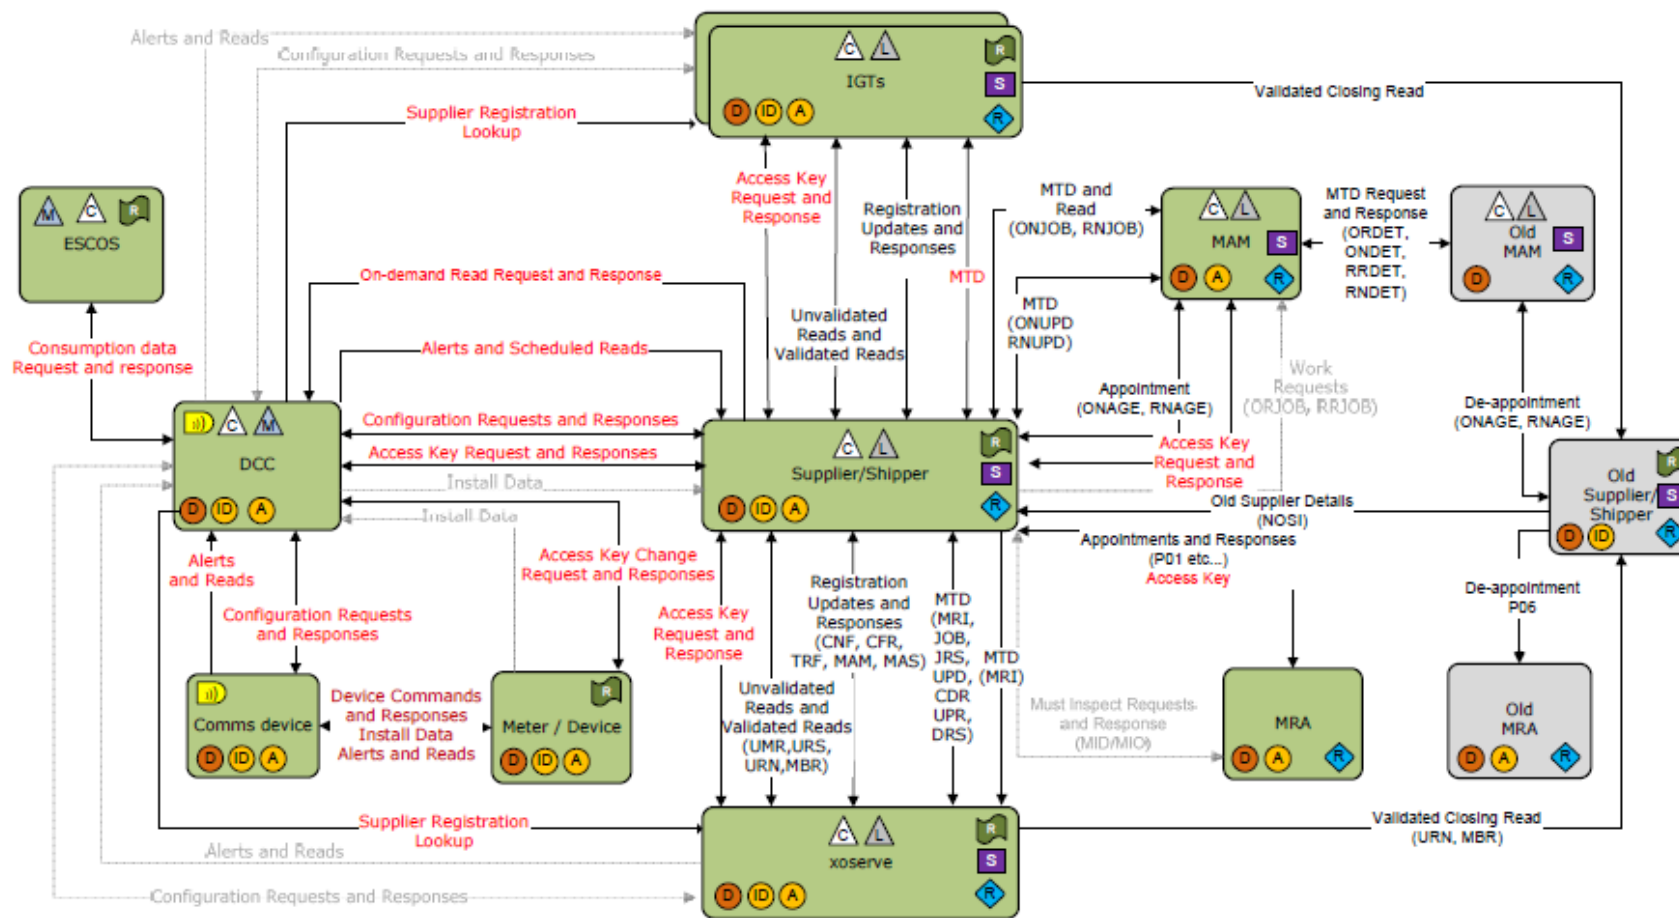 Alerts and Reads
Configuration Requests and Responses
C
L
R
IGTs
S
D
ID
A
R
Supplier Registration
Lookup
Validated Closing Read
Access Key
Request and
Response
Registration
Updates and
Responses
MTD
Unvalidated
Reads and
Validated Reads
MTD and
Read
(ONJOB, RNJOB)
MTD
(ONUPD
RNUPD)
C
L
MAM
S
D
A
R
MTD Request
and Response
(ORDET,
ONDET,
RRDET,
RNDET)
C
L
Old
MAM
S
D
R
M
C
R
ESCOS
Consumption data
Request and response
On-demand Read Request and Response
Alerts and Scheduled Reads
Configuration Requests and Responses
Access Key Request and Responses
Install Data
Install Data
Appointment
(ONAGE, RNAGE)
Work
Requests
(ORJOB, RRJOB)
Access Key
Request and
Response
De-appointment
(ONAGE, RNAGE)
C
M
DCC
D
ID
A
C
L
R
Supplier/Shipper
S
D
ID
A
R
R
Old
Supplier/
Shipper
S
D
ID
R
Old Supplier Details
(NOSI)
Appointments and Responses
(P01 etc...)
Access Key
De-appointment
P06
Alerts
and Reads
Configuration Requests
and Responses
Access Key Change
Request and Responses
Access Key
Request and
Response
Unvalidated
Reads and
Validated Reads
(UMR,URS,
URN,MBR)
Registration
Updates and
Responses
(CNF, CFR,
TRF, MAM, MAS)
MTD
(MRI,
JOB,
JRS,
UPD,
CDR
UPR,
DRS)
MTD
(MRI)
Must Inspect Requests
and Response
(MID/MIO)
Comms device
D
ID
A
Device Commands
and Responses
Install Data
Alerts and Reads
R
Meter / Device
D
ID
A
MRA
D
A
R
Old
MRA
D
A
R
Supplier Registration
Lookup
Alerts and Reads
Configuration Requests and Responses
C
L
R
xoserve
S
D
ID
A
R
Validated Closing Read
(URN, MBR)